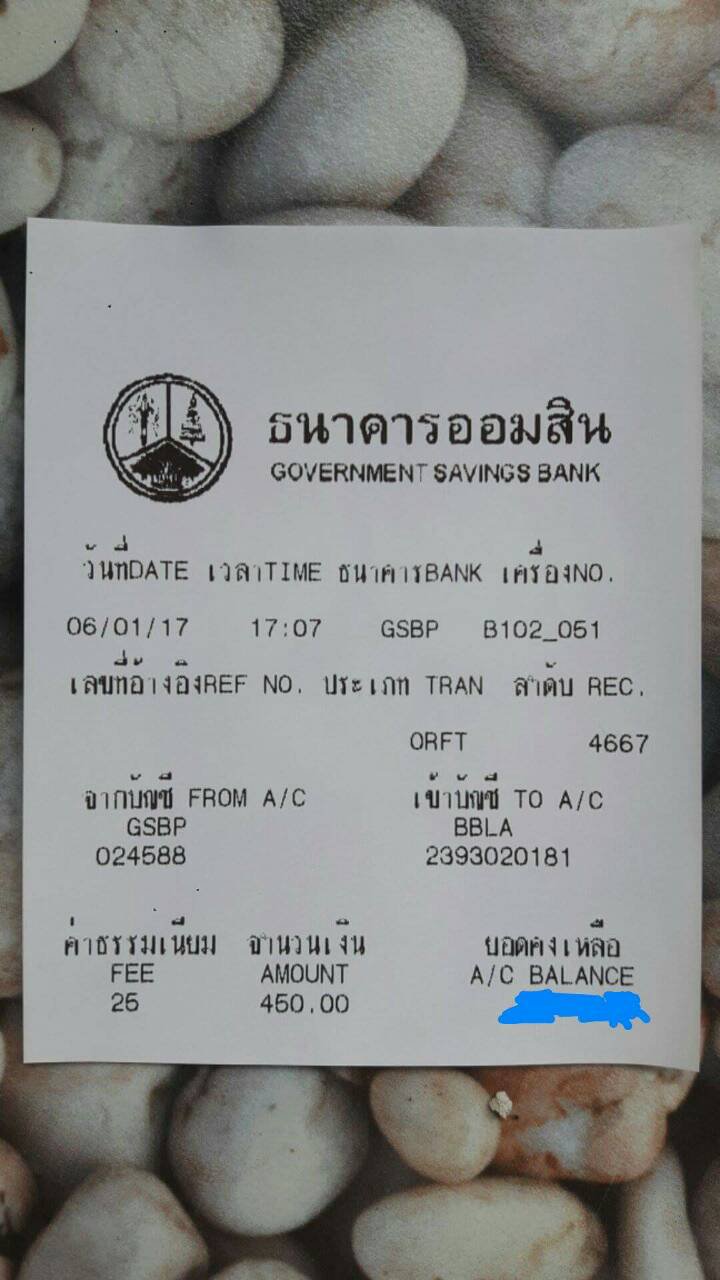 ธนาคารออมสิน
GOVERNMENT SAVINGS BANK
วันที่DATE เวลาTIME ธนาคารBANK เครื่องNO.
06/01/17 17:07 GSBP B102_051
เลขที่อ้างอิงREF NO. ประเภท TRAN ลำดับ REC.
ORFT 4667
จากบัญชี FROM A/C เข้าบัญชี TO A/C
GSBP BBLA
024588 2393020181
ค่าธรรมเนียม จำนวนเงิน ยอดคงเหลือ
FEE AMOUNT A/C BALANCE
25 450.00